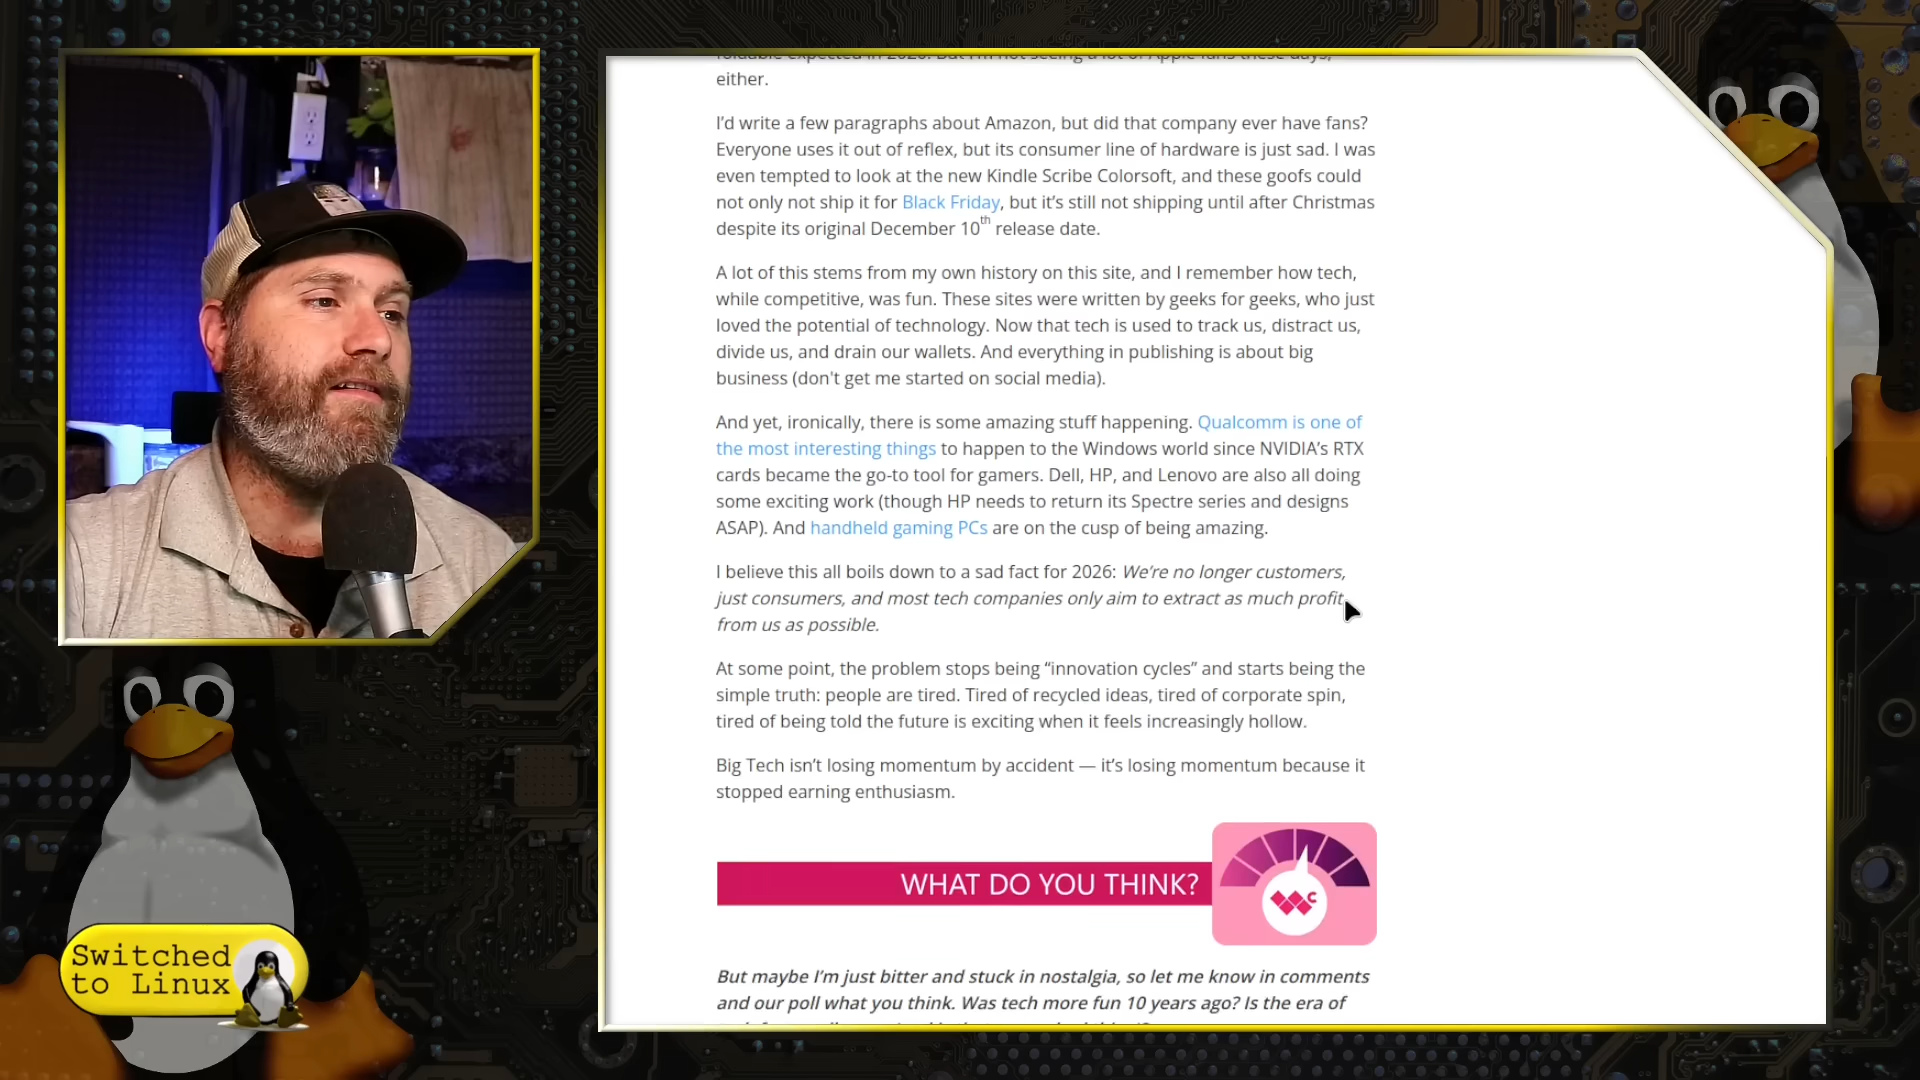 either.
I’d write a few paragraphs about Amazon, but did that company ever have fans?
Everyone uses it out of reflex, but its consumer line of hardware is just sad. I was
even tempted to look at the new Kindle Scribe Colorsoft, and these goofs could
not only not ship it for Black Friday, but it’s still not shipping until after Christmas
despite its original December 10th release date.
A lot of this stems from my own history on this site, and I remember how tech,
while competitive, was fun. These sites were written by geeks for geeks, who just
loved the potential of technology. Now that tech is used to track us, distract us,
divide us, and drain our wallets. And everything in publishing is about big
business (don't get me started on social media).
And yet, ironically, there is some amazing stuff happening. Qualcomm is one of
the most interesting things to happen to the Windows world since NVIDIA’s RTX
cards became the go-to tool for gamers. Dell, HP, and Lenovo are also all doing
some exciting work (though HP needs to return its Spectre series and designs
ASAP). And handheld gaming PCs are on the cusp of being amazing.
I believe this all boils down to a sad fact for 2026: We’re no longer customers,
just consumers, and most tech companies only aim to extract as much profit
from us as possible.
At some point, the problem stops being “innovation cycles” and starts being the
simple truth: people are tired. Tired of recycled ideas, tired of corporate spin,
tired of being told the future is exciting when it feels increasingly hollow.
Big Tech isn’t losing momentum by accident — it’s losing momentum because it
stopped earning enthusiasm.
WHAT DO YOU THINK?
But maybe I’m just bitter and stuck in nostalgia, so let me know in comments
and our poll what you think. Was tech more fun 10 years ago? Is the era of
Switched
to Linux